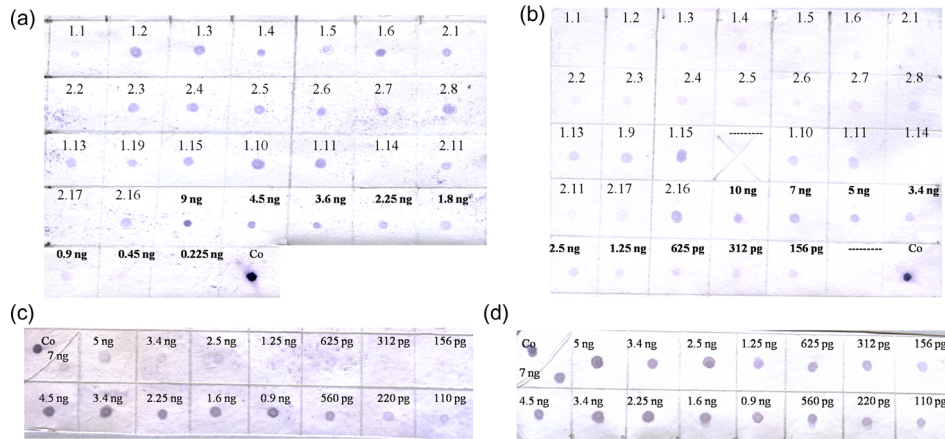 (a)
1.1 1.2 1.3 1.4 1.5 1.6 2.1
2.2 2.3 2.4 2.5 2.6 2.7 2.8
1.13 1.19 1.15 1.10 1.11 1.14 2.11
2.17 2.16 9 ng 4.5 ng 3.6 ng 2.25 ng 1.8 ng
0.9 ng 0.45 ng 0.225 ng Co
(b)
1.1 1.2 1.3 1.4 1.5 1.6 2.1
2.2 2.3 2.4 2.5 2.6 2.7 2.8
1.13 1.9 1.15 --------- 1.10 1.11 1.14
2.11 2.17 2.16 10 ng 7 ng 5 ng 3.4 ng
2.5 ng 1.25 ng 625 pg 312 pg 156 pg --------- Co
(c)
Co 5 ng 3.4 ng 2.5 ng 1.25 ng 625 pg 312 pg 156 pg
7 ng
4.5 ng 3.4 ng 2.25 ng 1.6 ng 0.9 ng 560 pg 220 pg 110 pg
(d)
Co 5 ng 3.4 ng 2.5 ng 1.25 ng 625 pg 312 pg 156 pg
7 ng
4.5 ng 3.4 ng 2.25 ng 1.6 ng 0.9 ng 560 pg 220 pg 110 pg